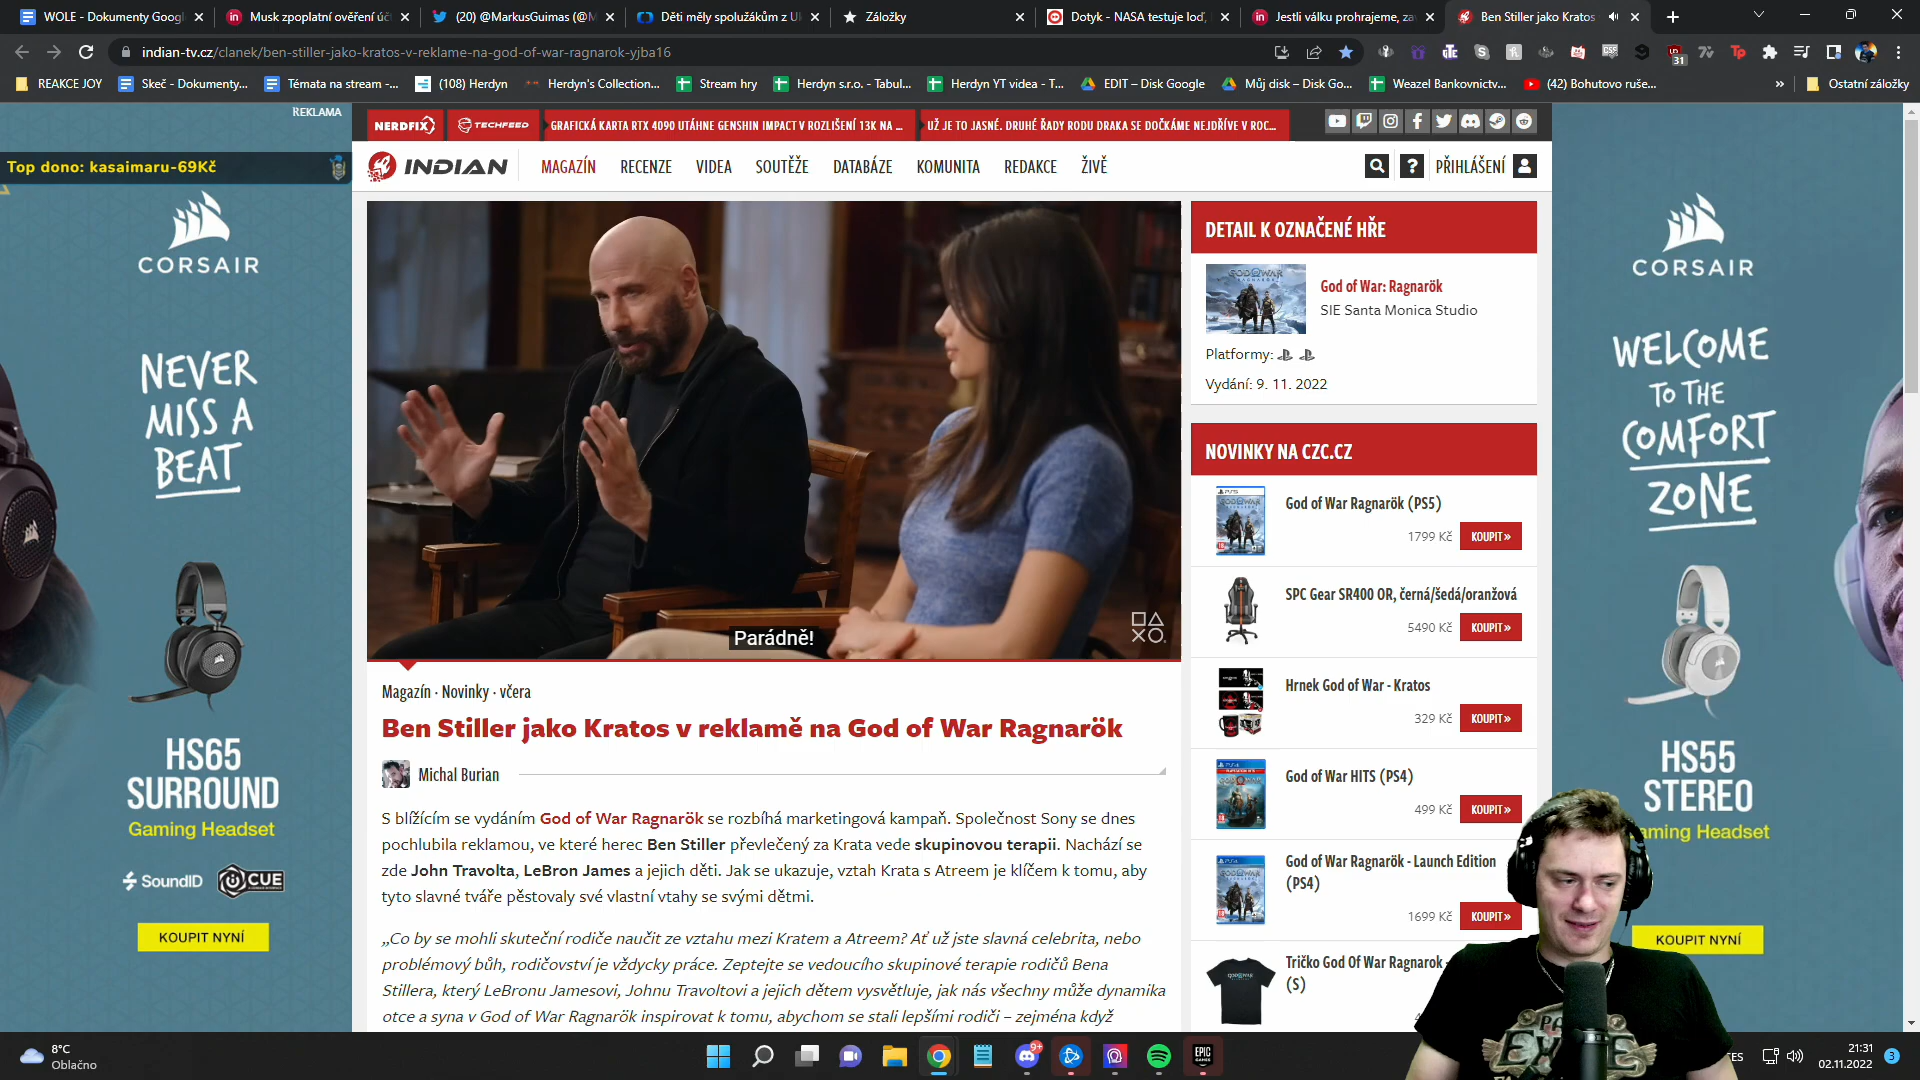 WOLE - Dokumenty Googl
Musk zpoplatní ověření úč
(20) @MarkusGuimas (@M
Děti měly spolužákům z Uk
Záložky
Dotyk - NASA testuje loď,
Jestli válku prohrajeme, zav
Ben Stiller jako Kratos
indian-tv.cz/clanek/ben-stiller-jako-kratos-v-reklame-na-god-of-war-ragnarok-yjba16
31
REAKCE JOY
Skeč - Dokumenty...
Témata na stream -...
(108) Herdyn
Herdyn's Collection...
Stream hry
Herdyn s.r.o. - Tabul...
Herdyn YT videa - T...
EDIT – Disk Google
Můj disk – Disk Go...
Weazel Bankovnictv...
(42) Bohutovo ruše...
»
Ostatní záložky
REKLAMA
NERDFIX
TECHFEED
GRAFICKÁ KARTA RTX 4090 UTÁHNE GENSHIN IMPACT V ROZLIŠENÍ 13K NA ...
UŽ JE TO JASNÉ. DRUHÉ ŘADY RODU DRAKA SE DOČKÁME NEJDŘÍVE V ROC...
Top dono: kasaimaru-69Kč
INDIAN
MAGAZÍN
RECENZE
VIDEA
SOUTĚŽE
DATABÁZE
KOMUNITA
REDAKCE
ŽIVĚ
?
PŘIHLÁŠENÍ
CORSAIR
NEVER
MISS A
BEAT
HS65
SURROUND
Gaming Headset
SoundID
iCUE
KOUPIT NYNÍ
Parádně!
Magazín · Novinky · včera
Ben Stiller jako Kratos v reklamě na God of War Ragnarök
Michal Burian
S blížícím se vydáním God of War Ragnarök se rozbíhá marketingová kampaň. Společnost Sony se dnes
pochlubila reklamou, ve které herec Ben Stiller převlečený za Krata vede skupinovou terapii. Nachází se
zde John Travolta, LeBron James a jejich děti. Jak se ukazuje, vztah Krata s Atreem je klíčem k tomu, aby
tyto slavné tváře pěstovaly své vlastní vtahy se svými dětmi.
„Co by se mohli skuteční rodiče naučit ze vztahu mezi Kratem a Atreem? Ať už jste slavná celebrita, nebo
problémový bůh, rodičovství je vždycky práce. Zeptejte se vedoucího skupinové terapie rodičů Bena
Stillera, který LeBronu Jamesovi, Johnu Travoltovi a jejich dětem vysvětluje, jak nás všechny může dynamika
otce a syna v God of War Ragnarök inspirovat k tomu, abychom se stali lepšími rodiči – zejména když
DETAIL K OZNAČENÉ HŘE
God of War: Ragnarök
SIE Santa Monica Studio
Platformy:
Vydání: 9. 11. 2022
NOVINKY NA CZC.CZ
God of War Ragnarök (PS5)
1799 Kč
KOUPIT »
SPC Gear SR400 OR, černá/šedá/oranžová
5490 Kč
KOUPIT »
Hrnek God of War - Kratos
329 Kč
KOUPIT »
God of War HITS (PS4)
499 Kč
KOUPIT »
God of War Ragnarök - Launch Edition
(PS4)
1699 Kč
KOUPIT »
Tričko God Of War Ragnarok -
(S)
CORSAIR
WELCOME
TO THE
COMFORT
ZONE
HS55
STEREO
aming Headset
KOUPIT NYNÍ
8°C
Oblačno
9+
EPIC
GAMES
CES
21:31
02.11.2022
3